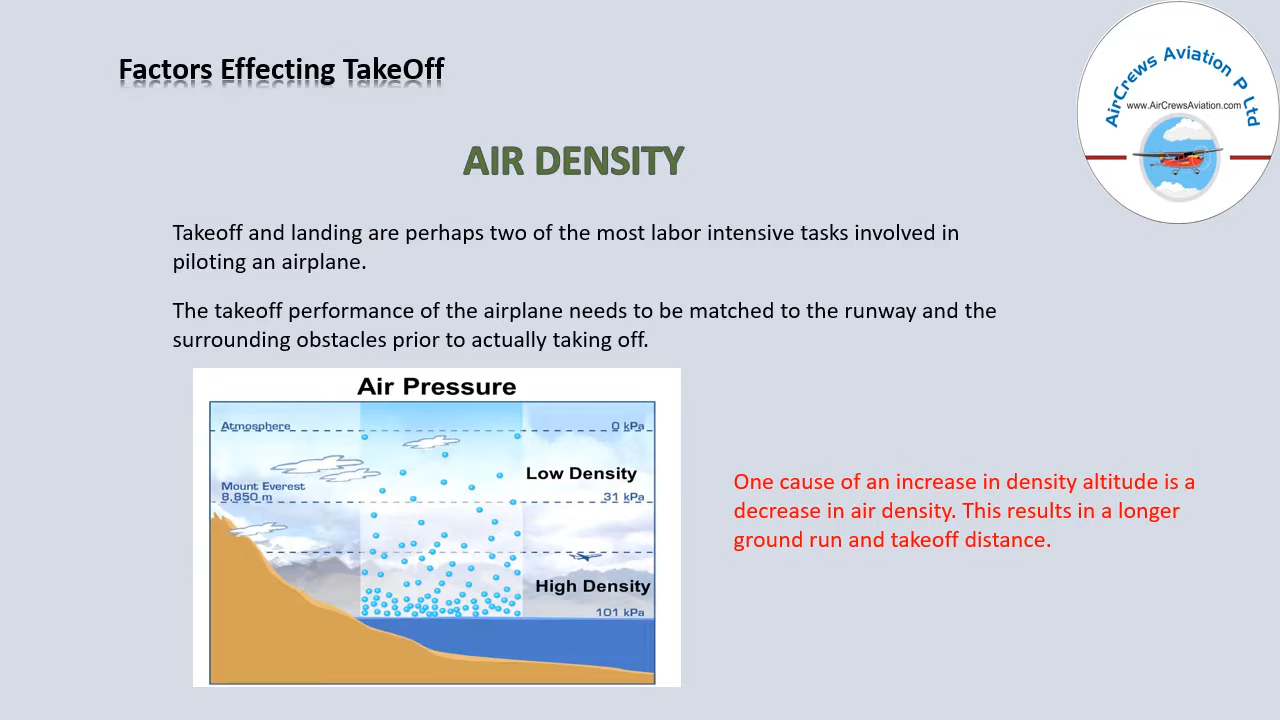 Factors Effecting TakeOff
AirCrews Aviation P Ltd
www.AirCrewsAviation.com
AIR DENSITY
Takeoff and landing are perhaps two of the most labor intensive tasks involved in
piloting an airplane.
The takeoff performance of the airplane needs to be matched to the runway and the
surrounding obstacles prior to actually taking off.
Air Pressure
Atmosphere
0 kPa
Low Density
Mount Everest
8,850 m
31 kPa
High Density
101 kPa
One cause of an increase in density altitude is a
decrease in air density. This results in a longer
ground run and takeoff distance.